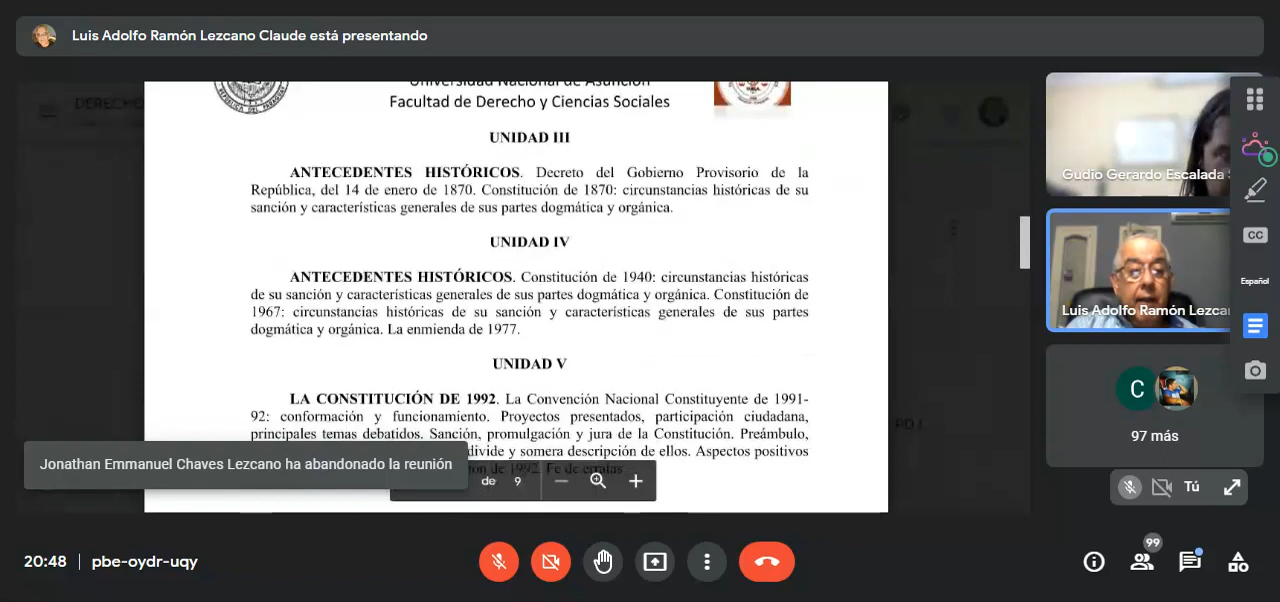 Luis Adolfo Ramón Lezcano Claude está presentando
Universidad Nacional de Asunción
Facultad de Derecho y Ciencias Sociales
UNIDAD III
ANTECEDENTES HISTÓRICOS. Decreto del Gobierno Provisorio de la
República, del 14 de enero de 1870. Constitución de 1870: circunstancias históricas de su
sanción y características generales de sus partes dogmática y orgánica.
UNIDAD IV
ANTECEDENTES HISTÓRICOS. Constitución de 1940: circunstancias históricas
de su sanción y características generales de sus partes dogmática y orgánica. Constitución de
1967: circunstancias históricas de su sanción y características generales de sus partes
dogmática y orgánica. La enmienda de 1977.
UNIDAD V
LA CONSTITUCIÓN DE 1992. La Convención Nacional Constituyente de 1991-
92: conformación y funcionamiento. Proyectos presentados, participación ciudadana,
principales temas debatidos. Sanción, promulgación y jura de la Constitución. Preámbulo,
divide y somera descripción de ellos. Aspectos positivos
de 1992. Fe de erratas
de 9
DERECHO
Jonathan Emmanuel Chaves Lezcano ha abandonado la reunión
Gudio Gerardo Escalada
Luis Adolfo Ramón Lezca
C
97 más
Tú
CC
Español
20:48 | pbe-oydr-uqy
99